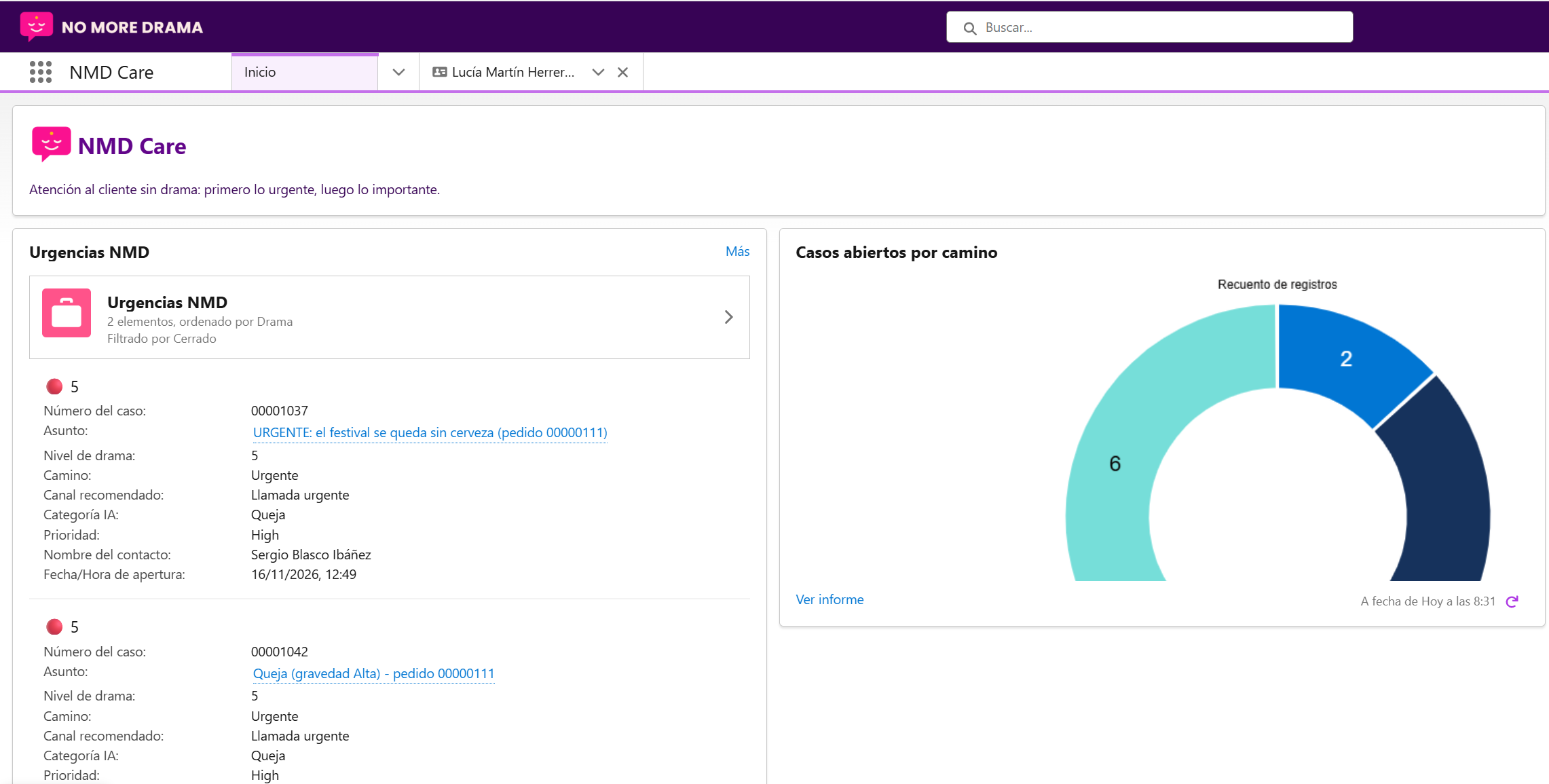 NO MORE DRAMA
Buscar...
NMD Care
Inicio
Lucía Martín Herrer...
NMD Care
Atención al cliente sin drama: primero lo urgente, luego lo importante.
Urgencias NMD
Más
Urgencias NMD
2 elementos, ordenado por Drama
Filtrado por Cerrado
5
Número del caso: 00001037
Asunto: URGENTE: el festival se queda sin cerveza (pedido 00000111)
Nivel de drama: 5
Camino: Urgente
Canal recomendado: Llamada urgente
Categoría IA: Queja
Prioridad: High
Nombre del contacto: Sergio Blasco Ibáñez
Fecha/Hora de apertura: 16/11/2026, 12:49
5
Número del caso: 00001042
Asunto: Queja (gravedad Alta) - pedido 00000111
Nivel de drama: 5
Camino: Urgente
Canal recomendado: Llamada urgente
Categoría IA: Queja
Prioridad: High
Casos abiertos por camino
Recuento de registros
2
6
Ver informe
A fecha de Hoy a las 8:31